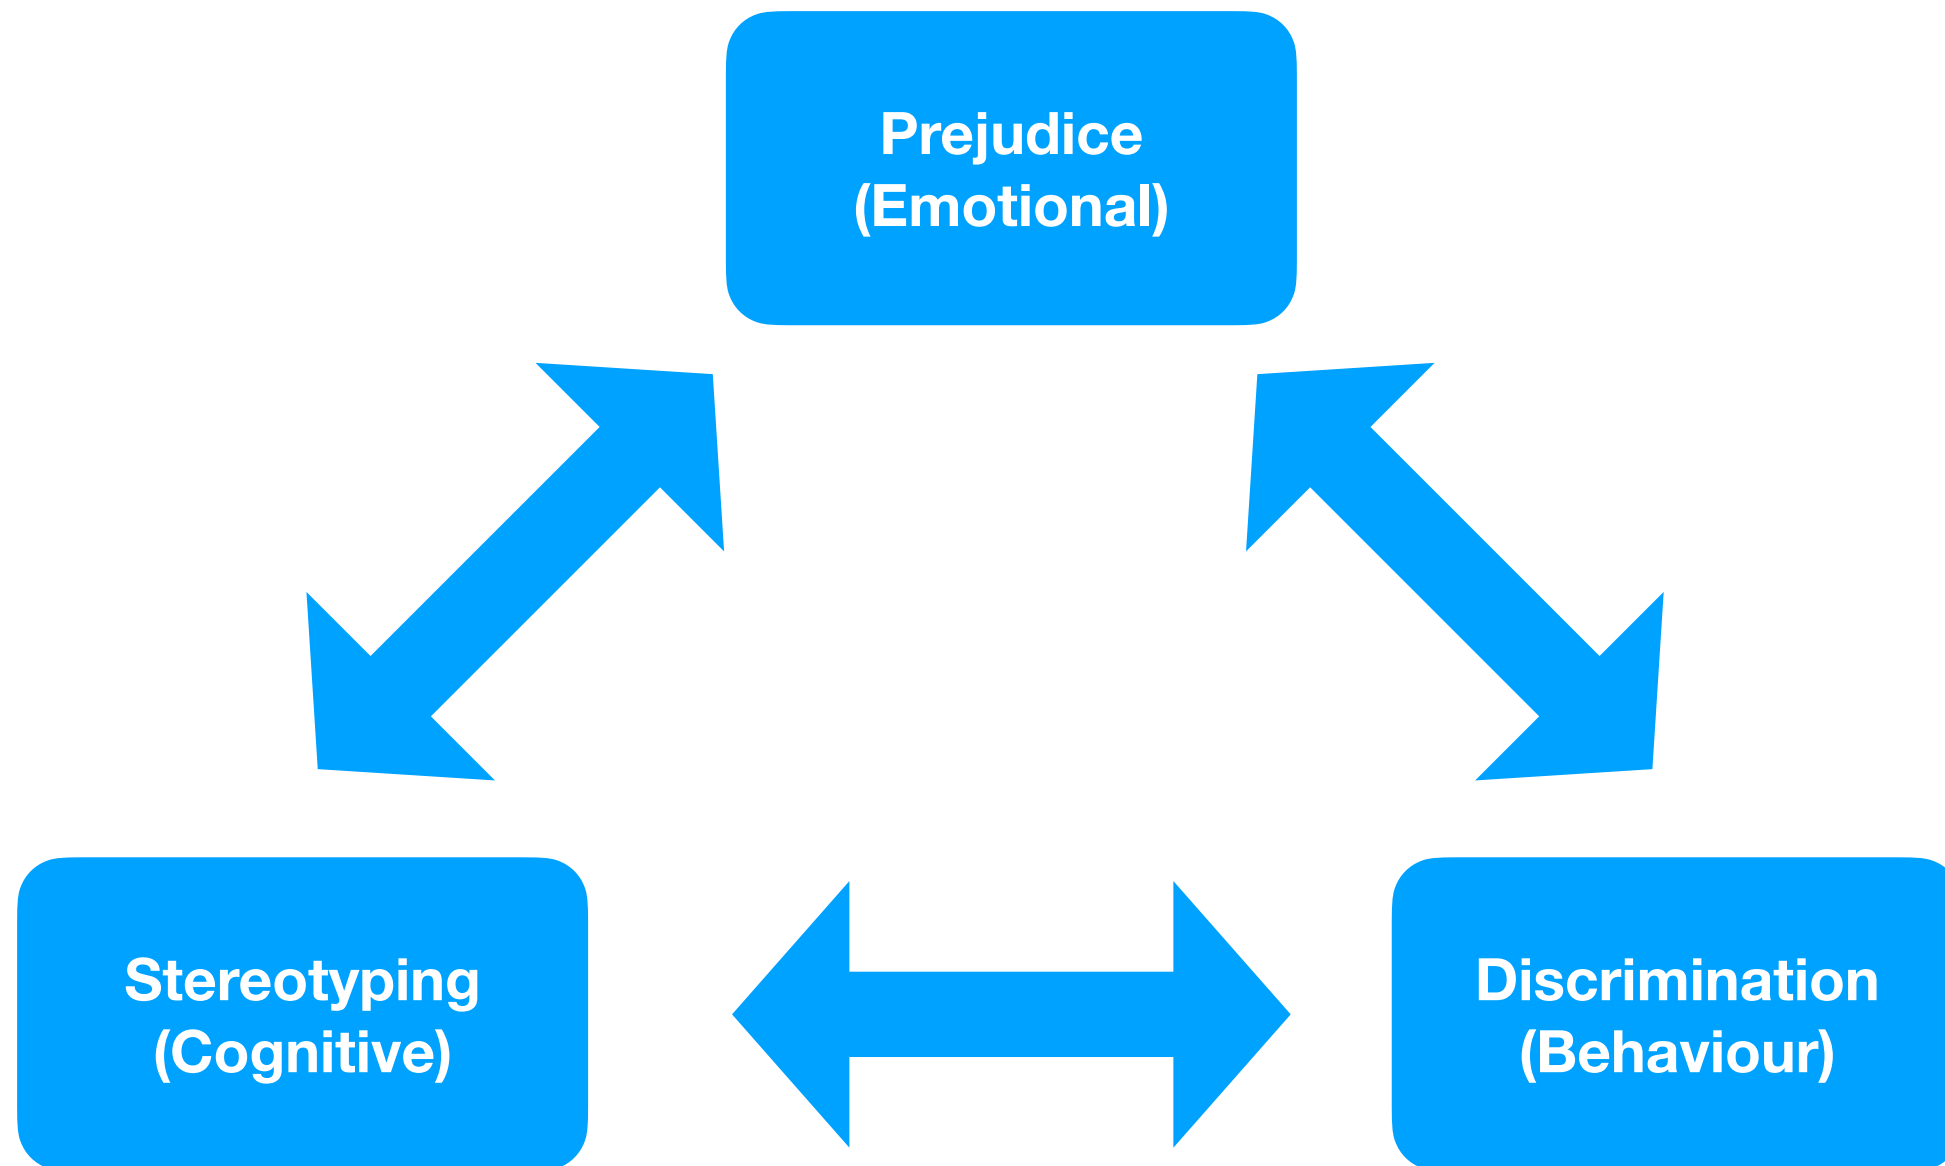 Prejudice
(Emotional)
Stereotyping
(Cognitive)
Discrimination
(Behaviour)